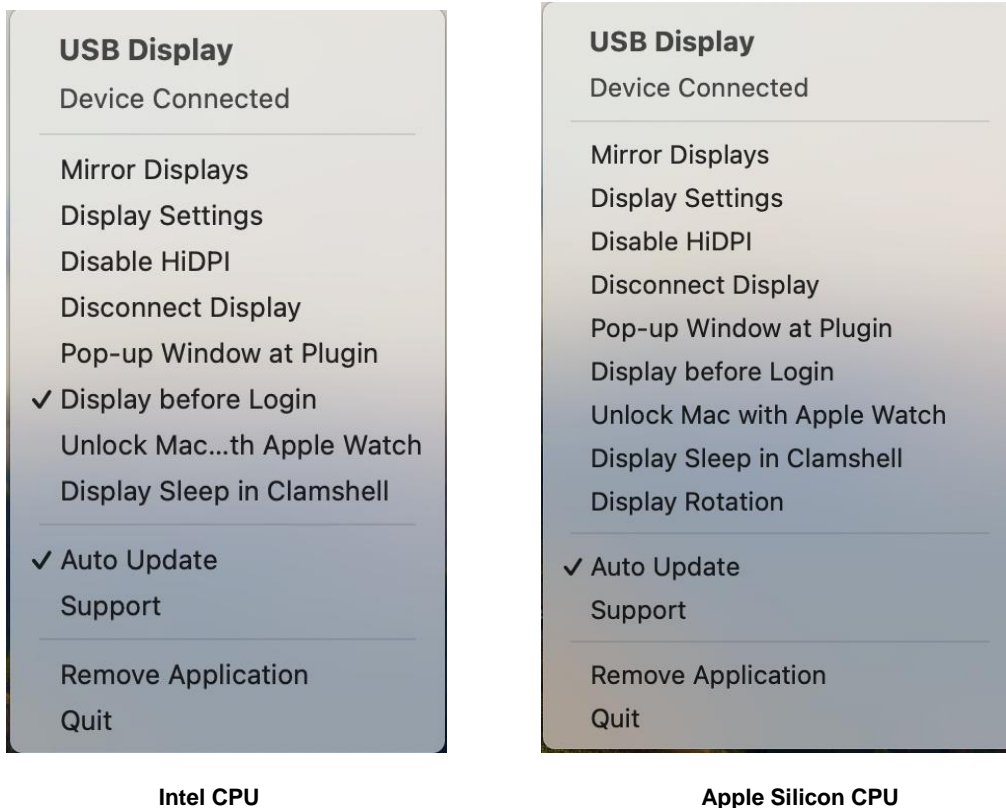 USB Display
Device Connected
Mirror Displays
Display Settings
Disable HiDPI
Disconnect Display
Pop-up Window at Plugin
✓ Display before Login
Unlock Mac...th Apple Watch
Display Sleep in Clamshell
✓ Auto Update
Support
Remove Application
Quit
Intel CPU
USB Display
Device Connected
Mirror Displays
Display Settings
Disable HiDPI
Disconnect Display
Pop-up Window at Plugin
Display before Login
Unlock Mac with Apple Watch
Display Sleep in Clamshell
Display Rotation
✓ Auto Update
Support
Remove Application
Quit
Apple Silicon CPU